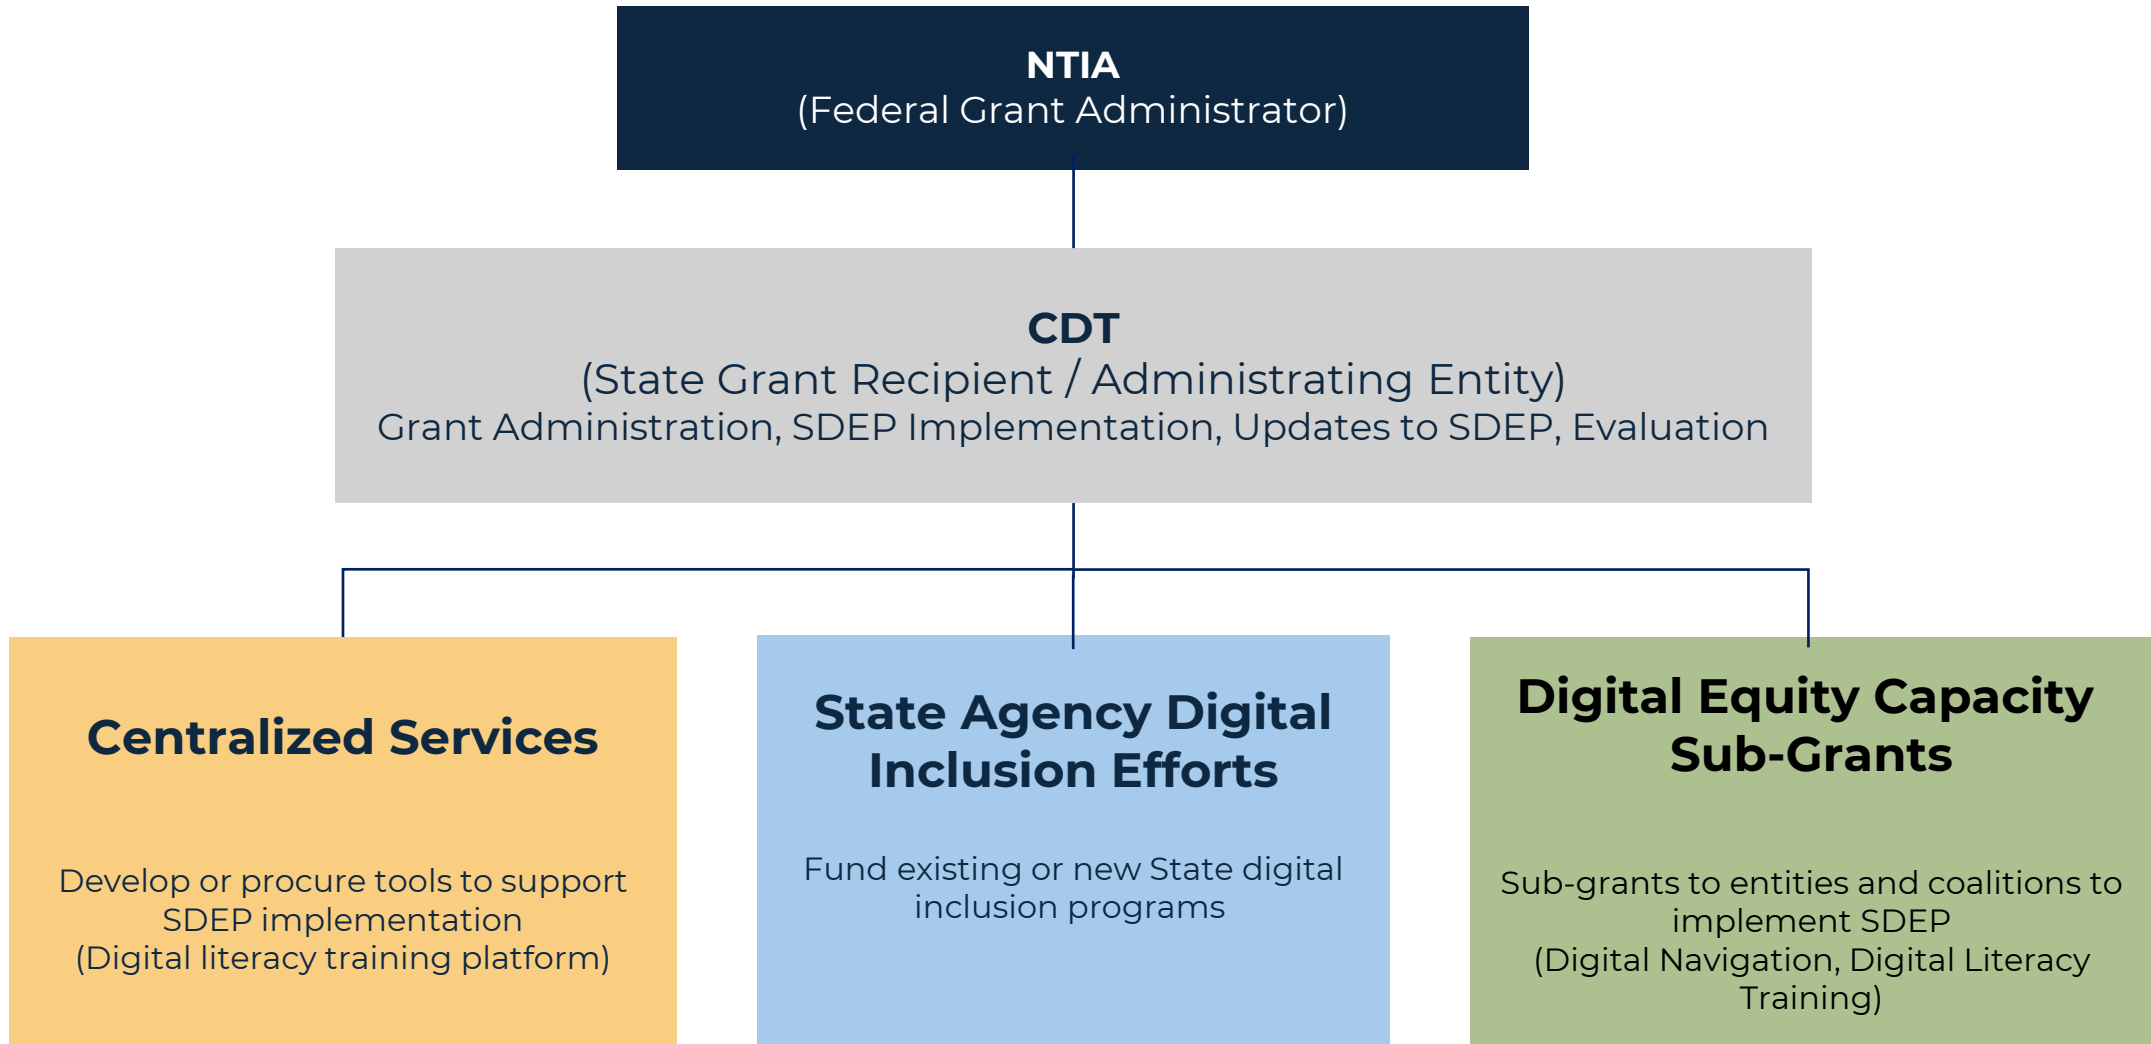 NTIA
(Federal Grant Administrator)
CDT
(State Grant Recipient / Administrating Entity)
Grant Administration, SDEP Implementation, Updates to SDEP, Evaluation
Centralized Services
Develop or procure tools to support
SDEP implementation
(Digital literacy training platform)
State Agency Digital
Inclusion Efforts
Fund existing or new State digital
inclusion programs
Digital Equity Capacity
Sub-Grants
Sub-grants to entities and coalitions to
implement SDEP
(Digital Navigation, Digital Literacy
Training)